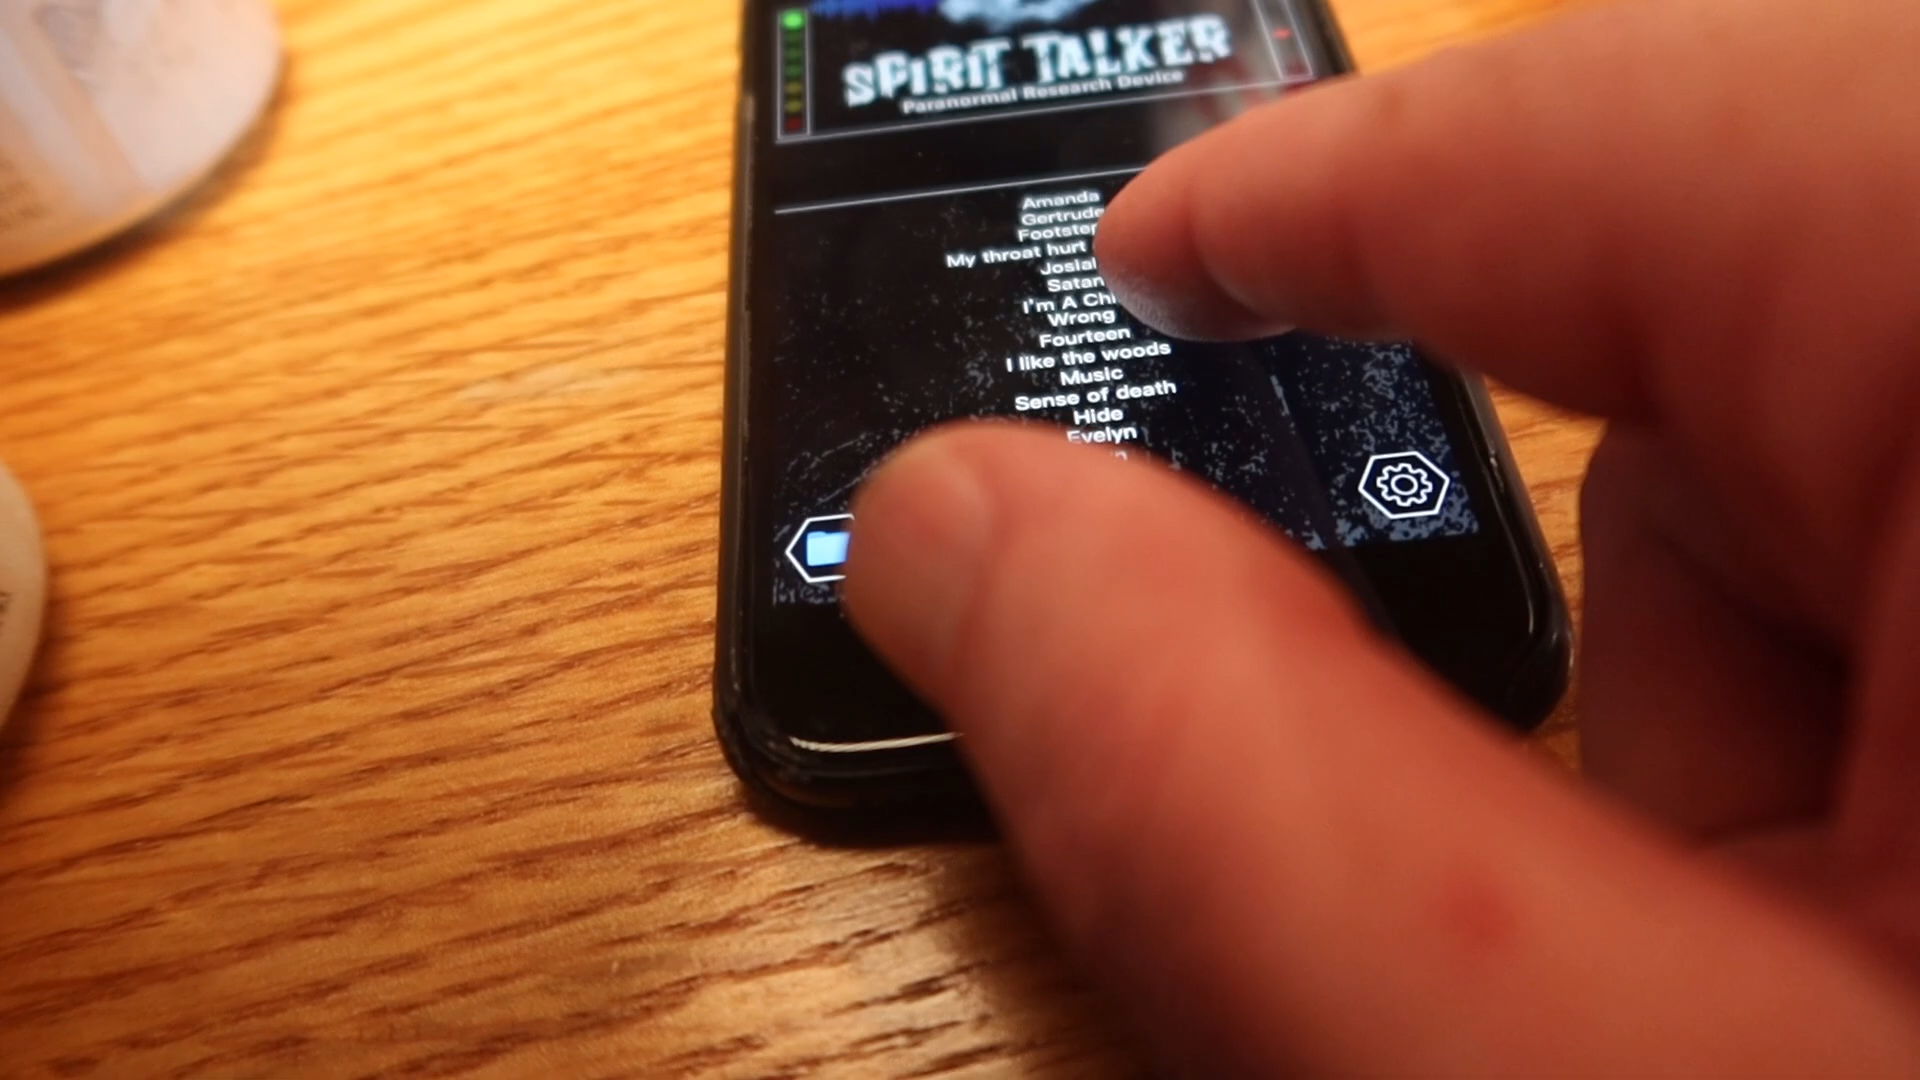 SPIRIT TALKER
Paranormal Research Device
Amanda
Gertrude
My throat hurt
Satan
I'm A
Wrong
Fourteen
I like the woods
Music
Sense of death
Hide
Evelyn